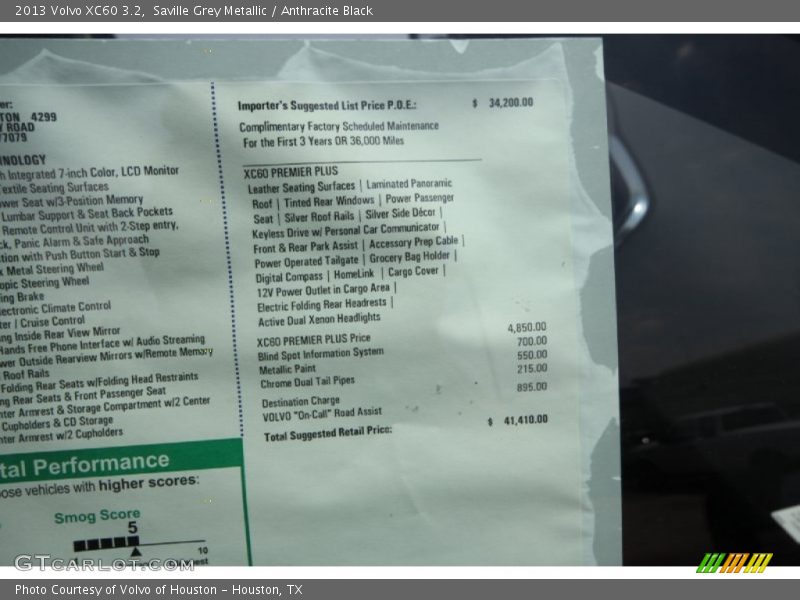 2013 Volvo XC60 3.2, Saville Grey Metallic / Anthracite Black
er:
TON 4299
ROAD
77079
NOLOGY
h Integrated 7-inch Color, LCD Monitor
Textile Seating Surfaces
wer Seat w/3-Position Memory
Lumbar Support & Seat Back Pockets
Remote Control Unit with 2-Step entry,
ck, Panic Alarm & Safe Approach
ition with Push Button Start & Stop
k Metal Steering Wheel
opic Steering Wheel
ing Brake
lectronic Climate Control
ter | Cruise Control
ng Inside Rear View Mirror
Hands Free Phone Interface w/ Audio Streaming
wer Outside Rearview Mirrors w/Remote Memory
Roof Rails
Folding Rear Seats w/Folding Head Restraints
ng Rear Seats & Front Passenger Seat
nter Armrest & Storage Compartment w/2 Center
Cupholders & CD Storage
nter Armrest w/2 Cupholders
tal Performance
ose vehicles with higher scores:
Smog Score
5
10
Importer's Suggested List Price P.O.E.: $ 34,200.00
Complimentary Factory Scheduled Maintenance
For the First 3 Years OR 36,000 Miles
XC60 PREMIER PLUS
Leather Seating Surfaces | Laminated Panoramic
Roof | Tinted Rear Windows | Power Passenger
Seat | Silver Roof Rails | Silver Side Décor |
Keyless Drive w/ Personal Car Communicator |
Front & Rear Park Assist | Accessory Prep Cable |
Power Operated Tailgate | Grocery Bag Holder |
Digital Compass | HomeLink | Cargo Cover |
12V Power Outlet in Cargo Area |
Electric Folding Rear Headrests |
Active Dual Xenon Headlights
XC60 PREMIER PLUS Price 4,850.00
Blind Spot Information System 700.00
Metallic Paint 550.00
Chrome Dual Tail Pipes 215.00
Destination Charge 895.00
VOLVO "On-Call" Road Assist
Total Suggested Retail Price: $ 41,410.00
GTCARLOT.COM
Photo Courtesy of Volvo of Houston - Houston, TX